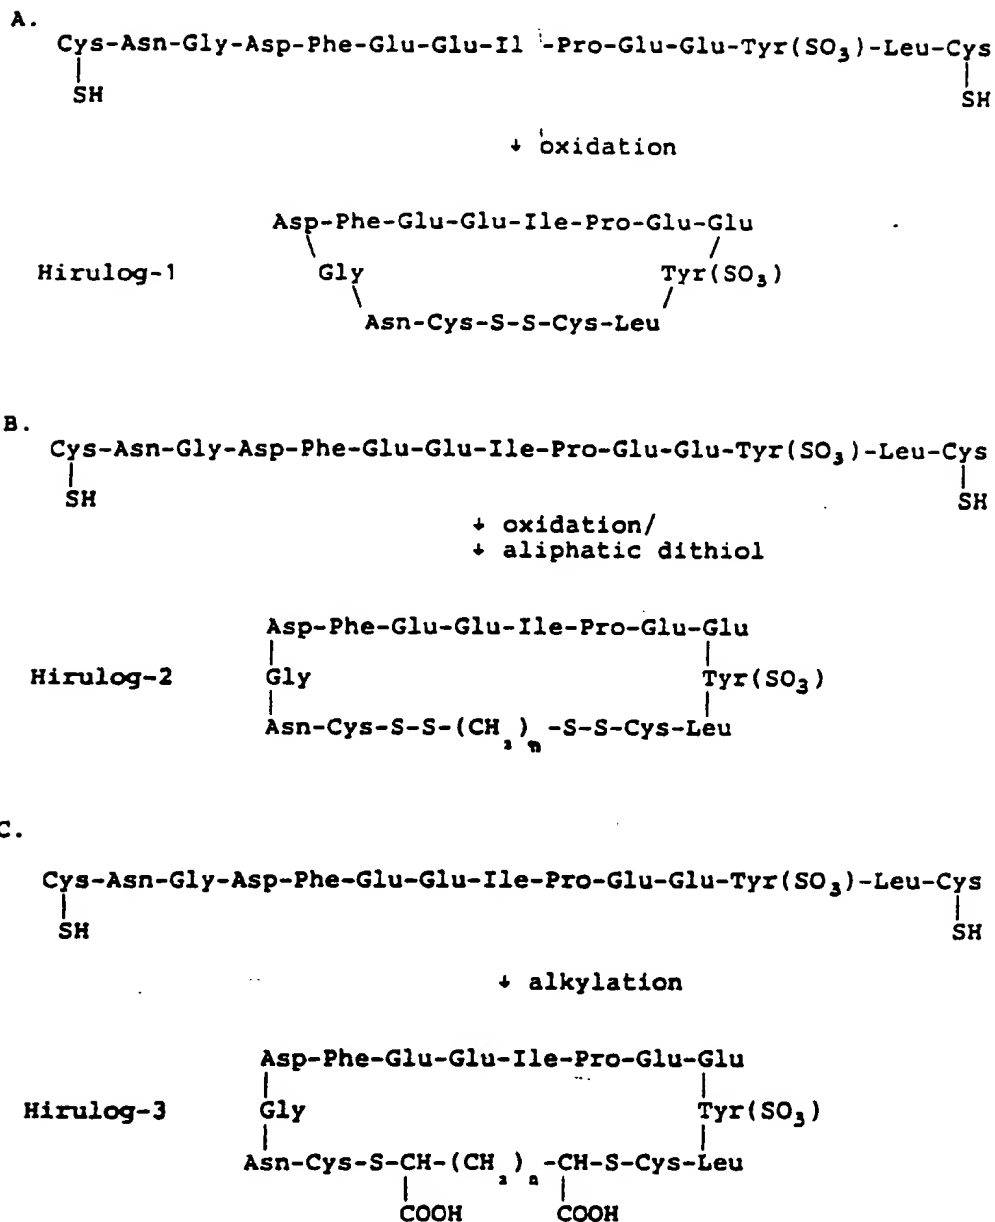 A.
Cys-Asn-Gly-Asp-Phe-Glu-Glu-Il -Pro-Glu-Glu-Tyr(SO3)-Leu-Cys
SH SH
↓ oxidation
Asp-Phe-Glu-Glu-Ile-Pro-Glu-Glu
Hirulog-1 Gly Tyr(SO3)
Asn-Cys-S-S-Cys-Leu
B.
Cys-Asn-Gly-Asp-Phe-Glu-Glu-Ile-Pro-Glu-Glu-Tyr(SO3)-Leu-Cys
SH SH
↓ oxidation/
↓ aliphatic dithiol
Asp-Phe-Glu-Glu-Ile-Pro-Glu-Glu
Hirulog-2 Gly Tyr(SO3)
Asn-Cys-S-S-(CH2)n-S-S-Cys-Leu
C.
Cys-Asn-Gly-Asp-Phe-Glu-Glu-Ile-Pro-Glu-Glu-Tyr(SO3)-Leu-Cys
SH SH
↓ alkylation
Asp-Phe-Glu-Glu-Ile-Pro-Glu-Glu
Hirulog-3 Gly Tyr(SO3)
Asn-Cys-S-CH-(CH2)n-CH-S-Cys-Leu
COOH COOH